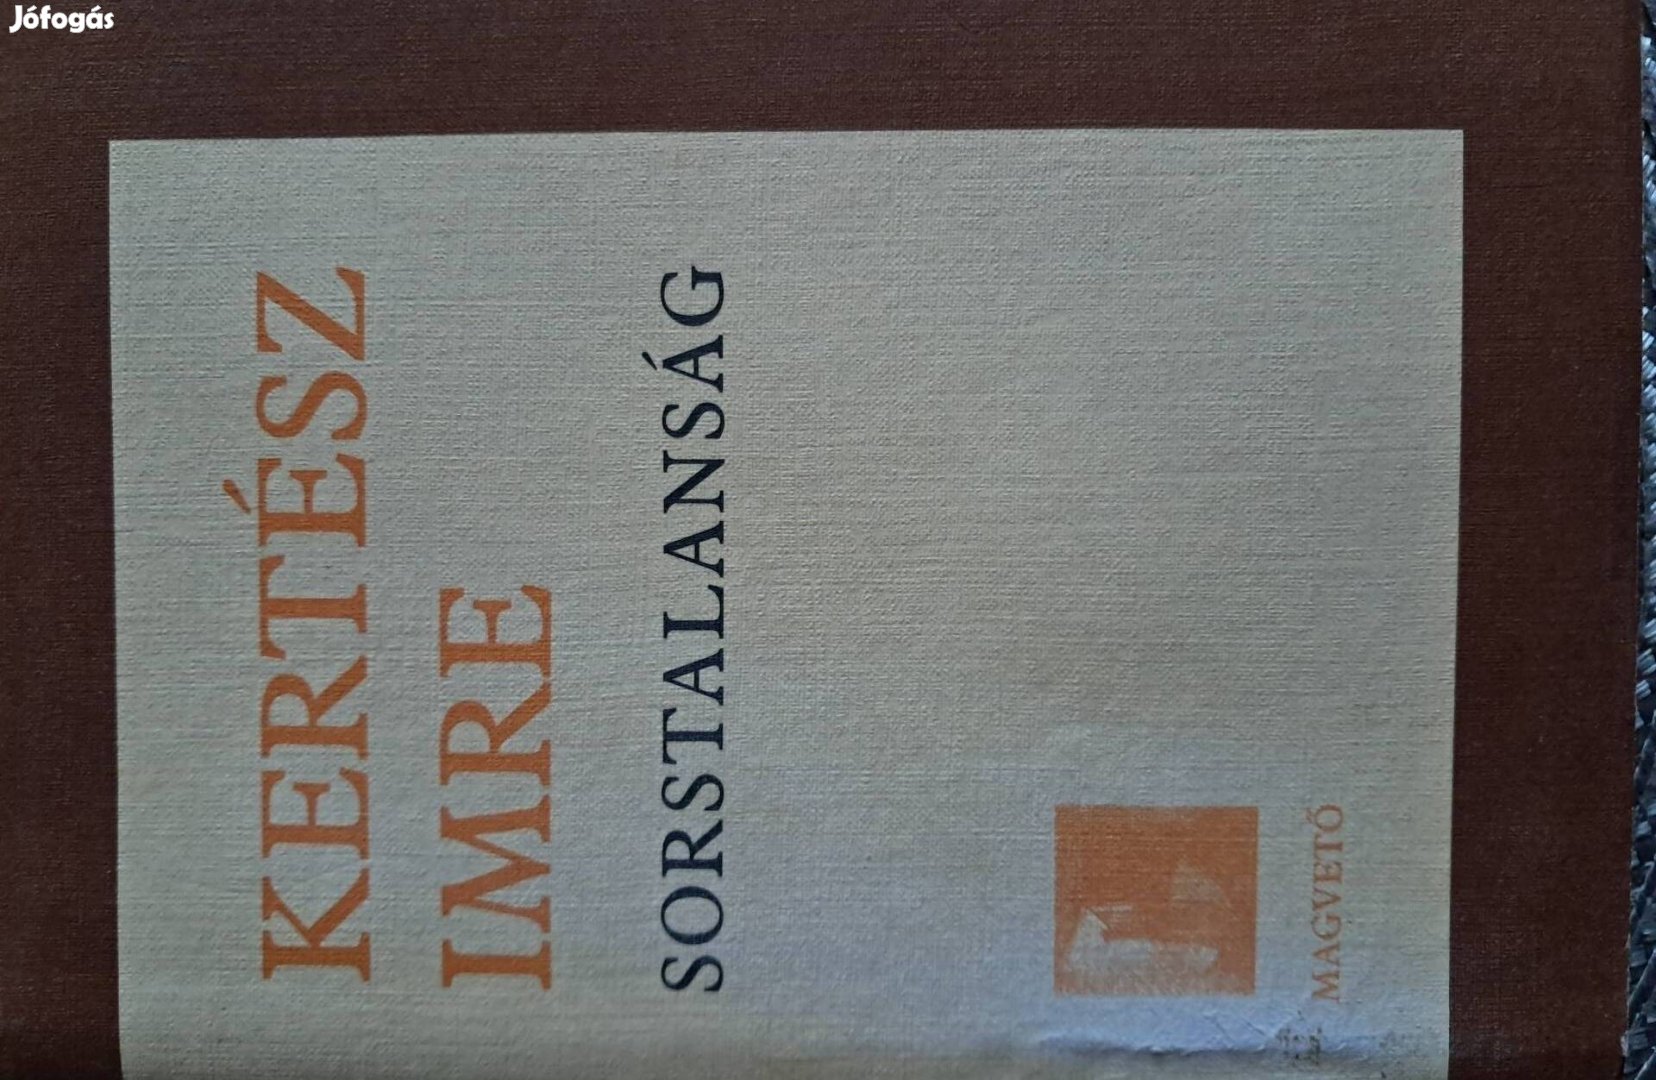 Jófogás
KERTÉSZ
IMRE
SORSTALANSÁG
MAGVETŐ